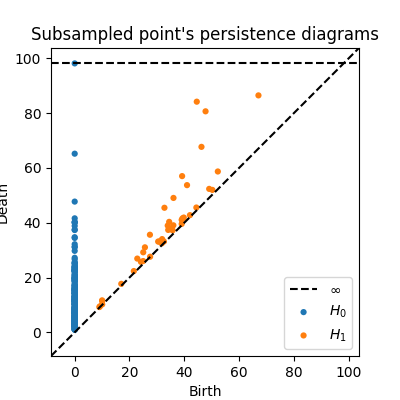 Subsampled point's persistence diagrams
100
80
60
40
20
0
Death
0 20 40 60 80 100
Birth
∞
H₀
H₁